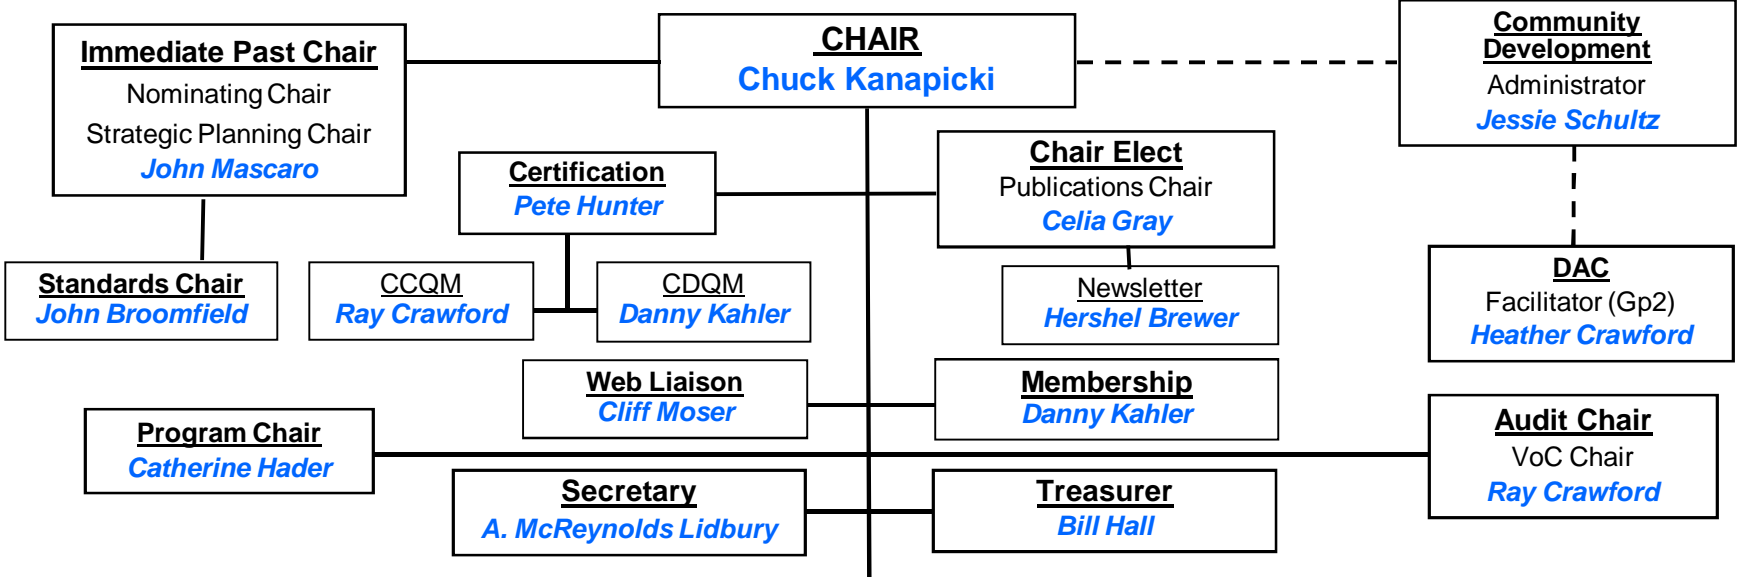 Immediate Past Chair
Nominating Chair
Strategic Planning Chair
John Mascaro
CHAIR
Chuck Kanapicki
Community
Development
Administrator
Jessie Schultz
Certification
Pete Hunter
Chair Elect
Publications Chair
Celia Gray
Standards Chair
John Broomfield
CCQM
Ray Crawford
CDQM
Danny Kahler
Newsletter
Hershel Brewer
DAC
Facilitator (Gp2)
Heather Crawford
Web Liaison
Cliff Moser
Membership
Danny Kahler
Program Chair
Catherine Hader
Audit Chair
VoC Chair
Ray Crawford
Secretary
A. McReynolds Lidbury
Treasurer
Bill Hall